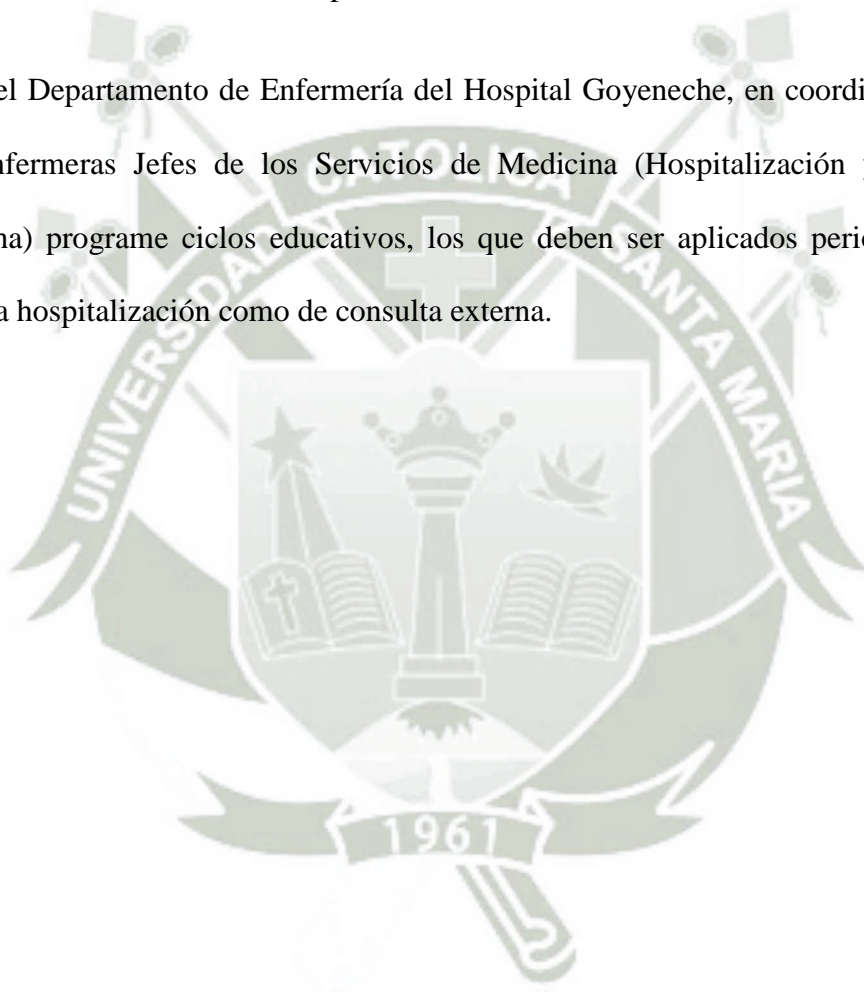 el Departamento de Enfermería del Hospital Goyeneche, en coordi
nfermeras Jefes de los Servicios de Medicina (Hospitalización
na) programe ciclos educativos, los que deben ser aplicados peri
a hospitalización como de consulta externa.
UNIVERSIDAD CATOLICA SANTA MARIA
1961